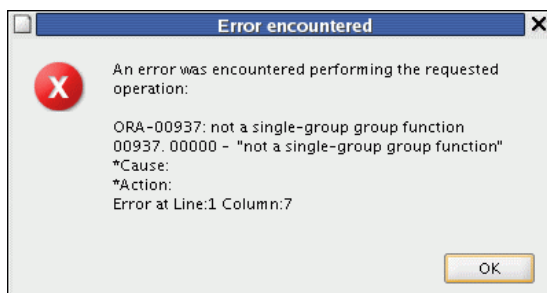 Error encountered
An error was encountered performing the requested
operation:
ORA-00937: not a single-group group function
00937. 00000 - "not a single-group group function"
*Cause:
*Action:
Error at Line:1 Column:7
OK